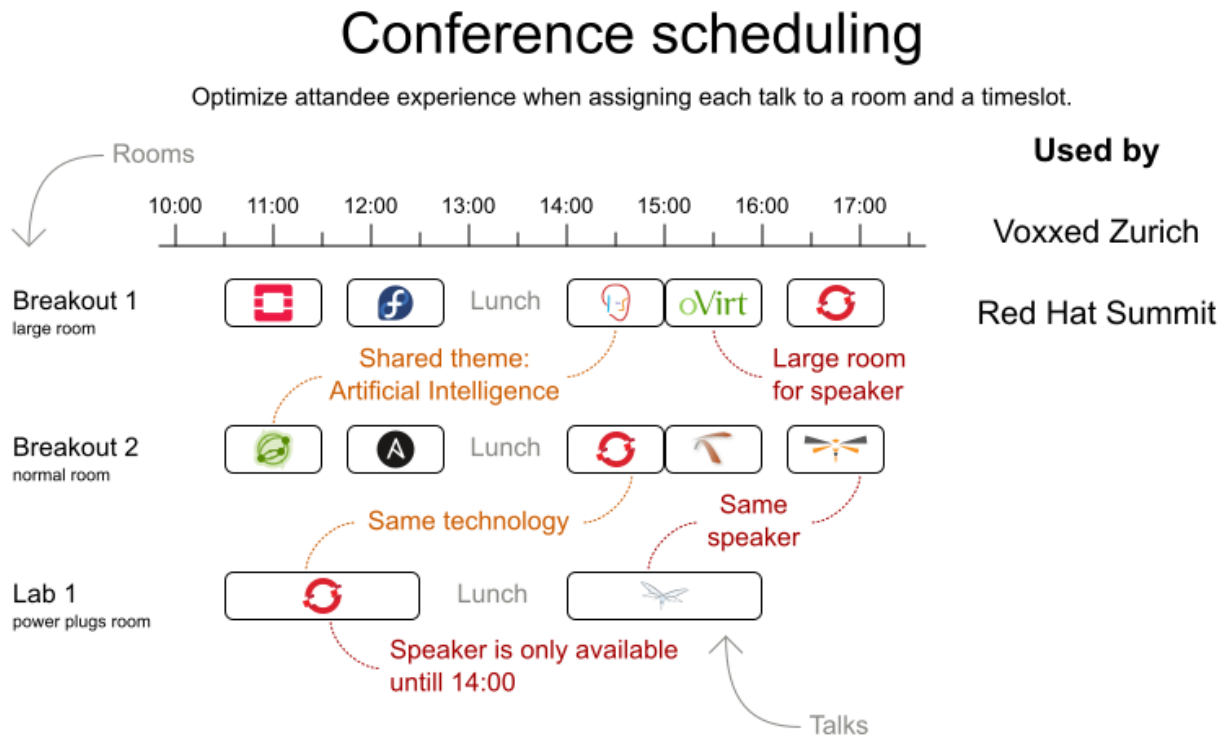 Conference scheduling
Optimize attandee experience when assigning each talk to a room and a timeslot.
Rooms
Used by
10:00 11:00 12:00 13:00 14:00 15:00 16:00 17:00
Voxxed Zurich
Red Hat Summit
Breakout 1
large room
Lunch
oVirt
Shared theme:
Artificial Intelligence
Large room
for speaker
Breakout 2
normal room
Lunch
Same technology
Same
speaker
Lab 1
power plugs room
Lunch
Speaker is only available
untill 14:00
Talks